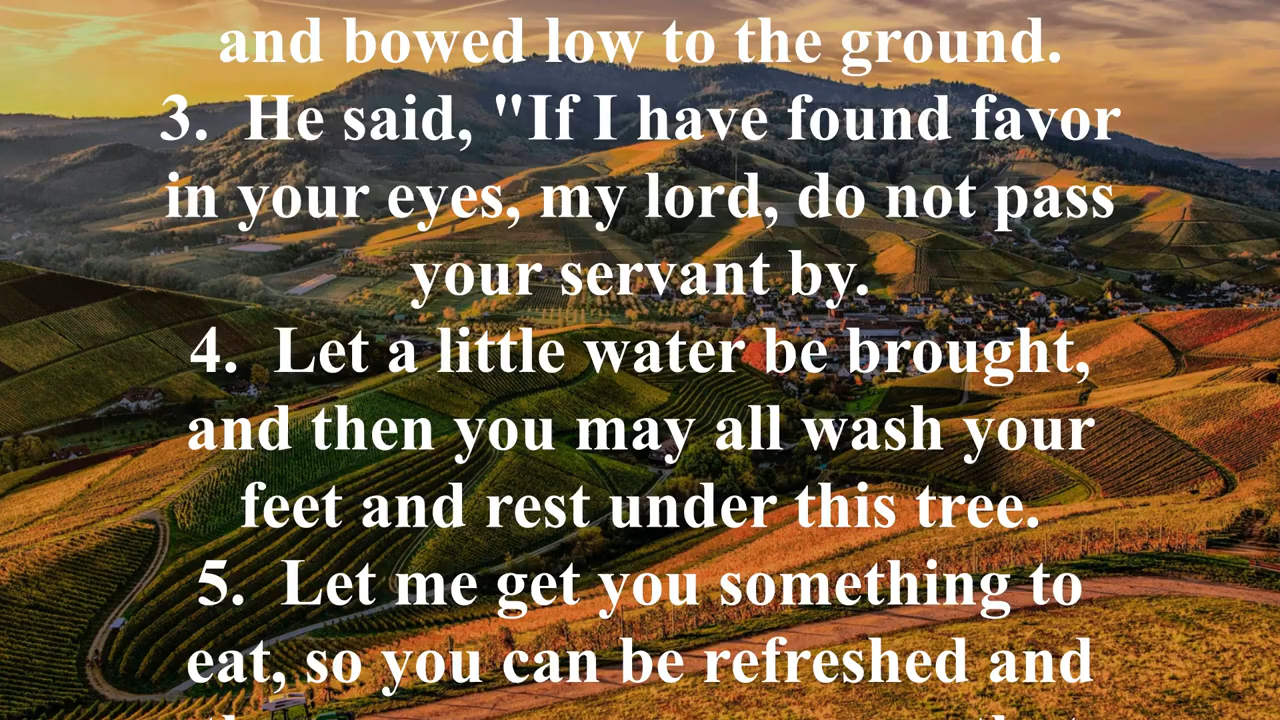 and bowed low to the ground.
3.  He said, "If I have found favor
in your eyes, my lord, do not pass
your servant by.
4.  Let a little water be brought,
and then you may all wash your
feet and rest under this tree.
5.  Let me get you something to
eat, so you can be refreshed and